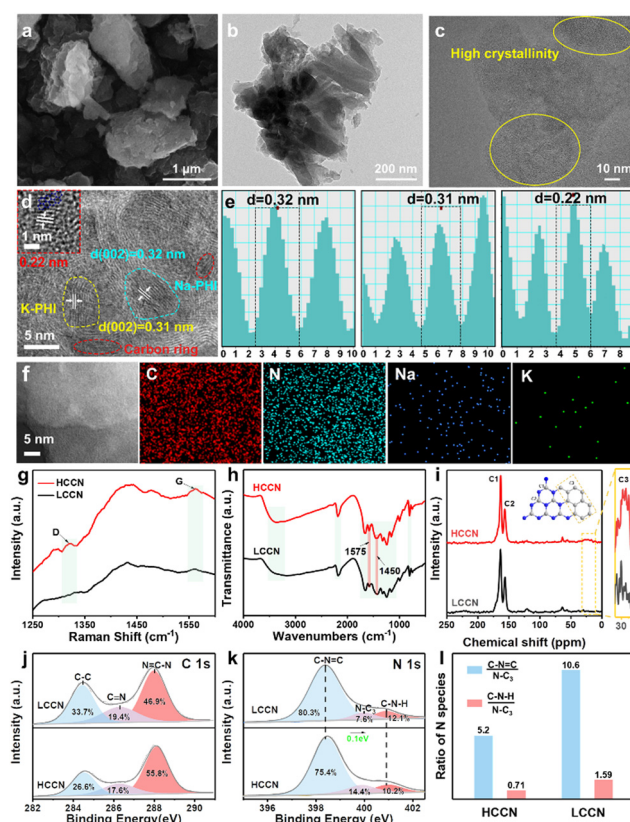 a
1 μm
b
200 nm
c
High crystallinity
10 nm
d
1 nm
0.22 nm
d(002)=0.32 nm
Na-PHI
K-PHI
d(002)=0.31 nm
5 nm
Carbon ring
e
d=0.32 nm
d=0.31 nm
d=0.22 nm
0 1 2 3 4 5 6 7 8 9 10
0 1 2 3 4 5 6 7 8 9 10
0 1 2 3 4 5 6 7 8
f
5 nm
C
N
Na
K
g
HCCN
LCCN
D
G
Intensity (a.u.)
1250 1350 1450 1550
Raman Shift (cm-1)
h
HCCN
LCCN
1575
1450
Transmittance (a.u.)
4000 3000 2000 1000
Wavenumbers (cm-1)
i
C1
C2
C3
HCCN
LCCN
Intensity (a.u.)
250 200 150 100 50 0
30
Chemical shift (ppm)
j
C 1s
N=C-N
C-C
C=N
LCCN
33.7%
19.4%
46.9%
HCCN
26.6%
17.6%
55.8%
Intensity (a.u.)
282 284 286 288 290
Binding Energy(eV)
k
N 1s
C-N=C
N-C3
C-N-H
LCCN
80.3%
7.6%
12.1%
0.1eV
HCCN
75.4%
14.4%
10.2%
Intensity (a.u.)
396 398 400 402
Binding Energy (eV)
l
C-N=C
N-C3
C-N-H
N-C3
10.6
5.2
0.71
1.59
Ratio of N species
HCCN
LCCN